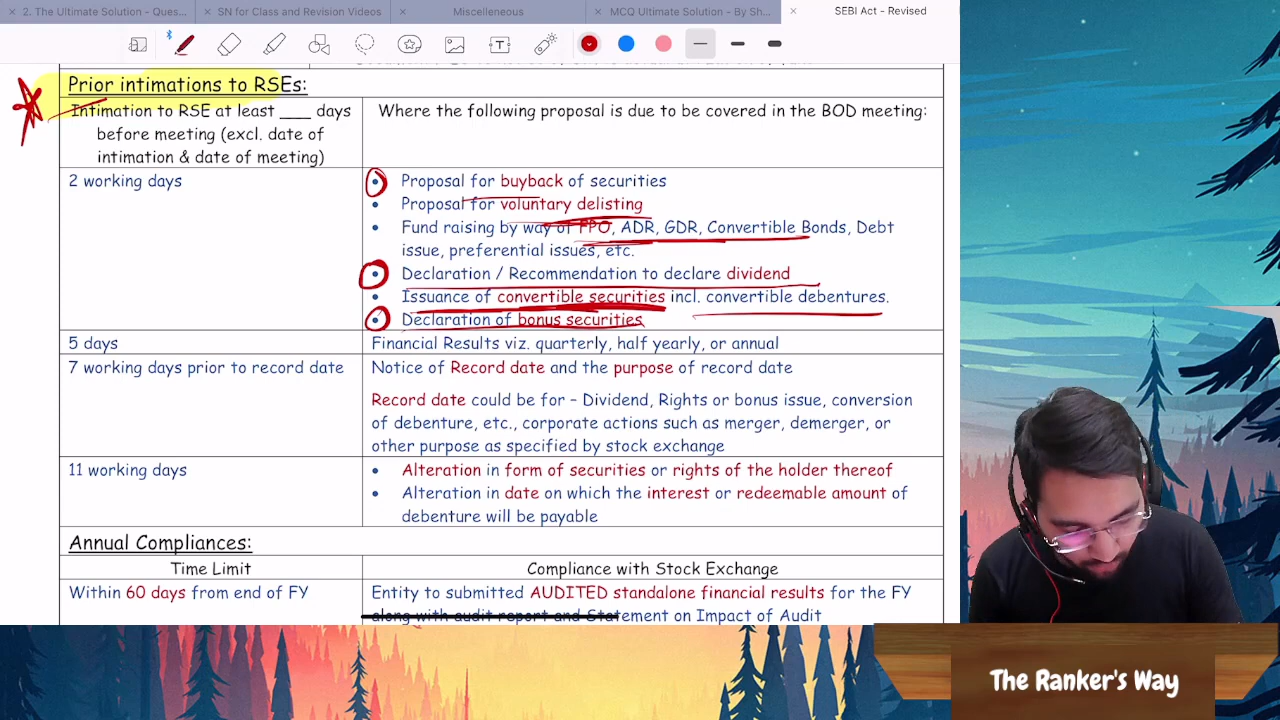 2. The Ultimate Solution - Ques...
SN for Class and Revision Videos
Miscellaneous
MCQ Ultimate Solution - By Sh...
SEBI Act - Revised
Prior intimations to RSEs:
Intimation to RSE at least ____ days
before meeting (excl. date of
intimation & date of meeting)
Where the following proposal is due to be covered in the BOD meeting:
2 working days
• Proposal for buyback of securities
• Proposal for voluntary delisting
• Fund raising by way of FPO, ADR, GDR, Convertible Bonds, Debt
issue, preferential issues, etc.
• Declaration / Recommendation to declare dividend
• Issuance of convertible securities incl. convertible debentures.
• Declaration of bonus securities
5 days
Financial Results viz. quarterly, half yearly, or annual
7 working days prior to record date
Notice of Record date and the purpose of record date
Record date could be for – Dividend, Rights or bonus issue, conversion
of debenture, etc., corporate actions such as merger, demerger, or
other purpose as specified by stock exchange
11 working days
• Alteration in form of securities or rights of the holder thereof
• Alteration in date on which the interest or redeemable amount of
debenture will be payable
Annual Compliances:
Time Limit
Compliance with Stock Exchange
Within 60 days from end of FY
Entity to submitted AUDITED standalone financial results for the FY
along with audit report and Statement on Impact of Audit
The Ranker's Way